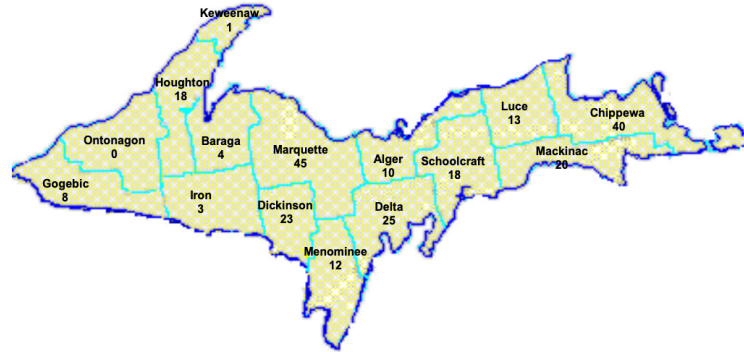 Keweenaw
1
Houghton
18
Ontonagon
0
Baraga
4
Marquette
45
Gogebic
8
Iron
3
Dickinson
23
Menominee
12
Alger
10
Delta
25
Schoolcraft
18
Luce
13
Mackinac
20
Chippewa
40